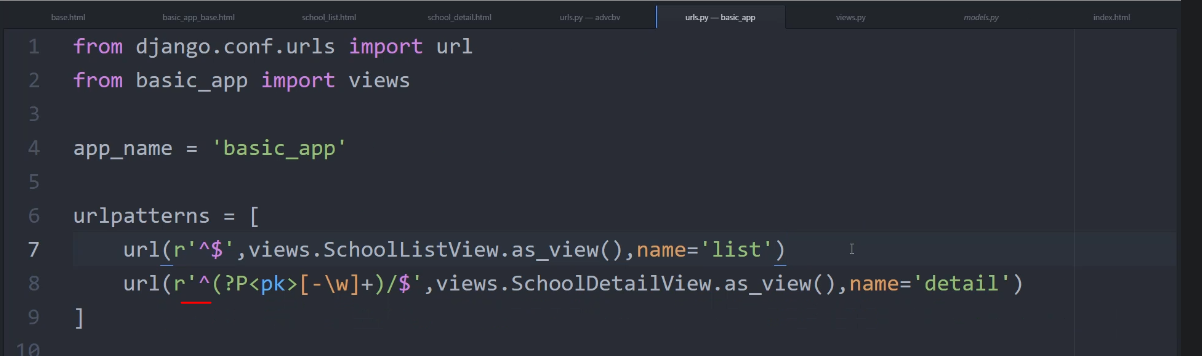 base.html basic_app_base.html school_list.html school_detail.html urls.py — advcbv urls.py — basic_app views.py models.py index.html
1 from django.conf.urls import url
2 from basic_app import views
3
4 app_name = 'basic_app'
5
6 urlpatterns = [
7 url(r'^$',views.SchoolListView.as_view(),name='list')
8 url(r'^(?P<pk>[-\w]+)/$',views.SchoolDetailView.as_view(),name='detail')
9 ]
10